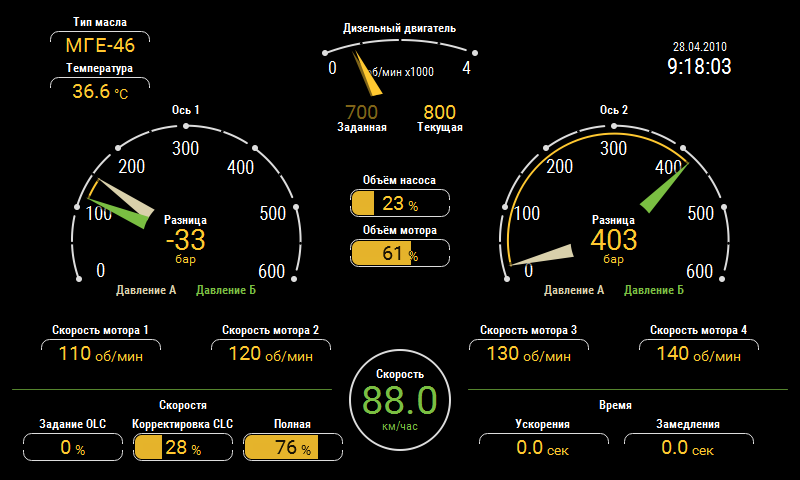 Тип масла
МГЕ-46
Температура
36.6 °C
Дизельный двигатель
0
б/мин x1000
4
700
Заданная
800
Текущая
28.04.2010
9:18:03
Ось 1
0
100
200
300
400
500
600
Разница
-33
бар
Давление А
Давление Б
Объём насоса
23 %
Объём мотора
61 %
Ось 2
0
100
200
300
400
500
600
Разница
403
бар
Давление А
Давление Б
Скорость мотора 1
110 об/мин
Скорость мотора 2
120 об/мин
Скорость мотора 3
130 об/мин
Скорость мотора 4
140 об/мин
Скорость
88.0
км/час
Скоростя
Задание OLC
0 %
Корректировка CLC
28 %
Полная
76 %
Время
Ускорения
0.0 сек
Замедления
0.0 сек